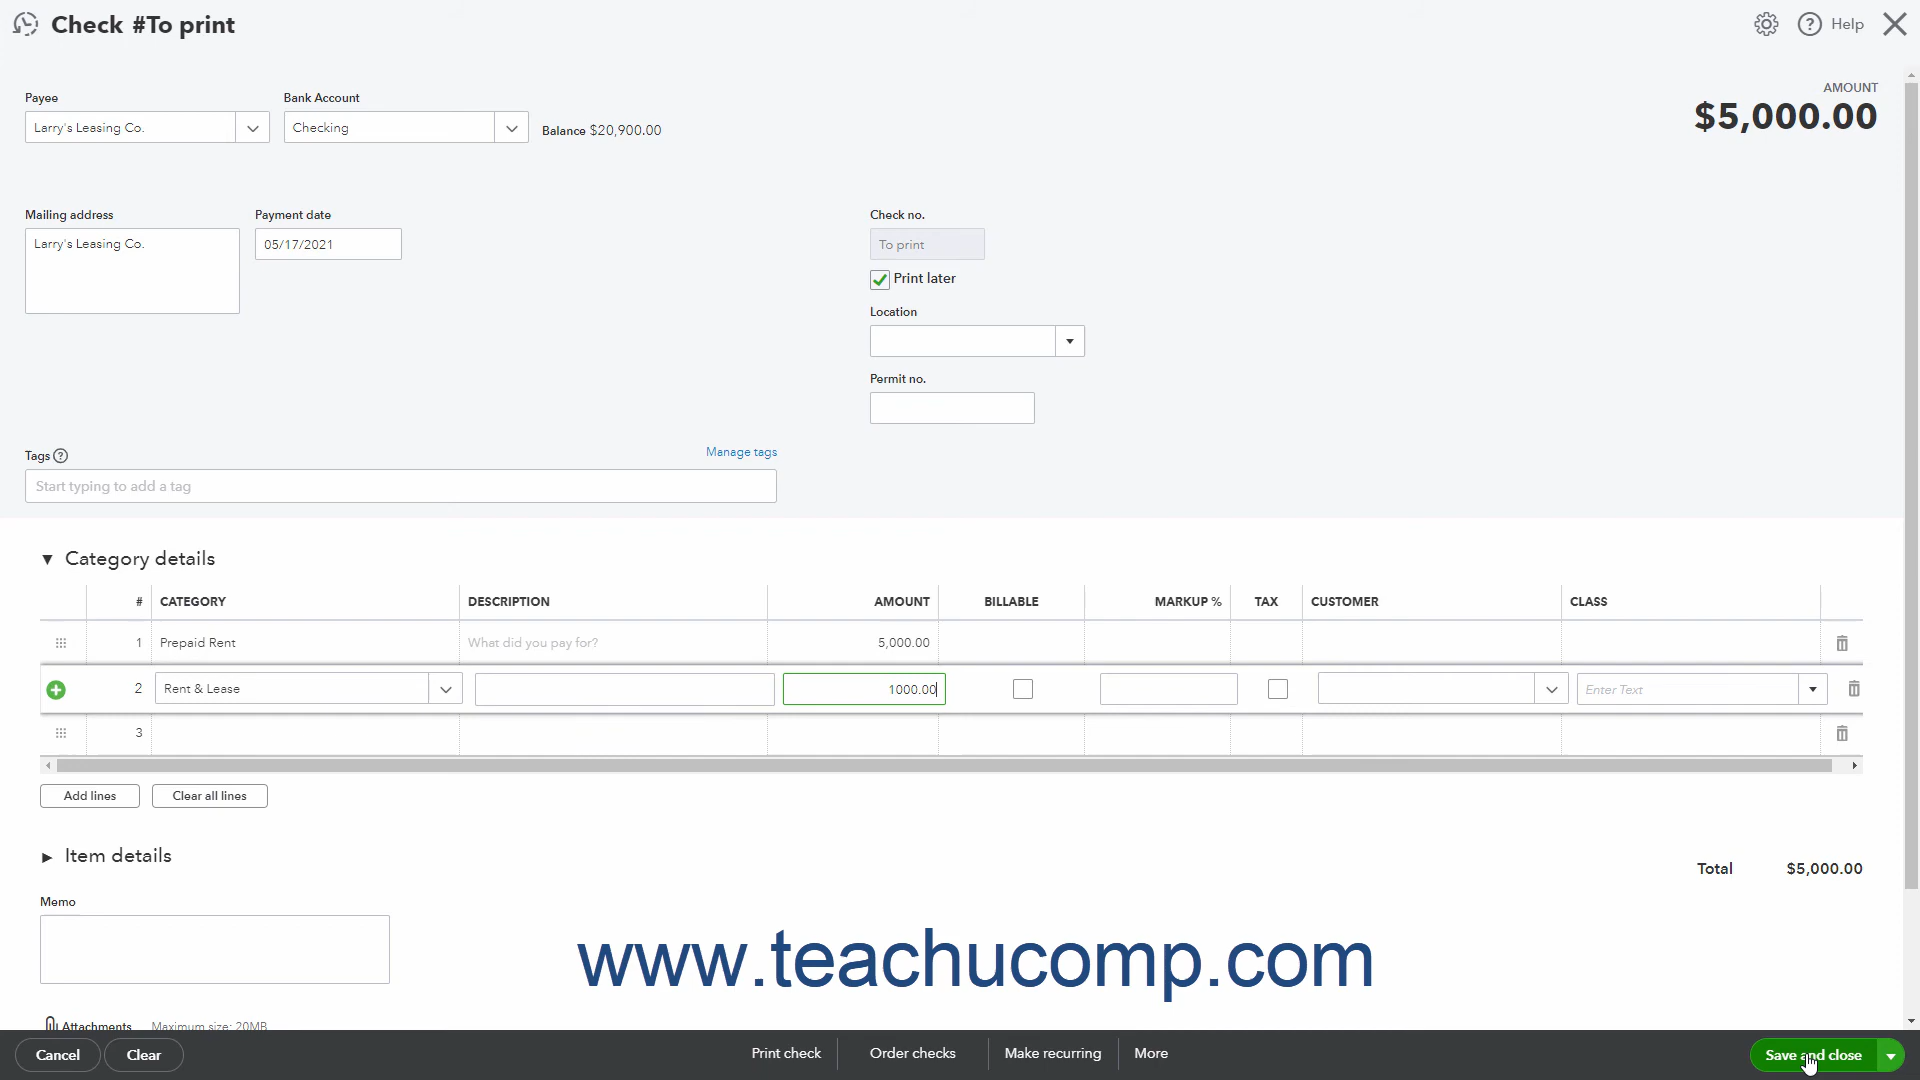 Check #To print
Help
Payee
Bank Account
AMOUNT
Larry's Leasing Co.
Checking
Balance $20,900.00
$5,000.00
Mailing address
Payment date
Check no.
Larry's Leasing Co.
05/17/2021
To print
Print later
Location
Permit no.
Tags
Manage tags
Start typing to add a tag
Category details
# CATEGORY DESCRIPTION AMOUNT BILLABLE MARKUP % TAX CUSTOMER CLASS
1 Prepaid Rent What did you pay for? 5,000.00
2 Rent & Lease 1000.00 Enter Text
3
Add lines
Clear all lines
Item details
Total $5,000.00
Memo
www.teachucomp.com
Attachments Maximum size: 20MB
Cancel
Clear
Print check
Order checks
Make recurring
More
Save and close